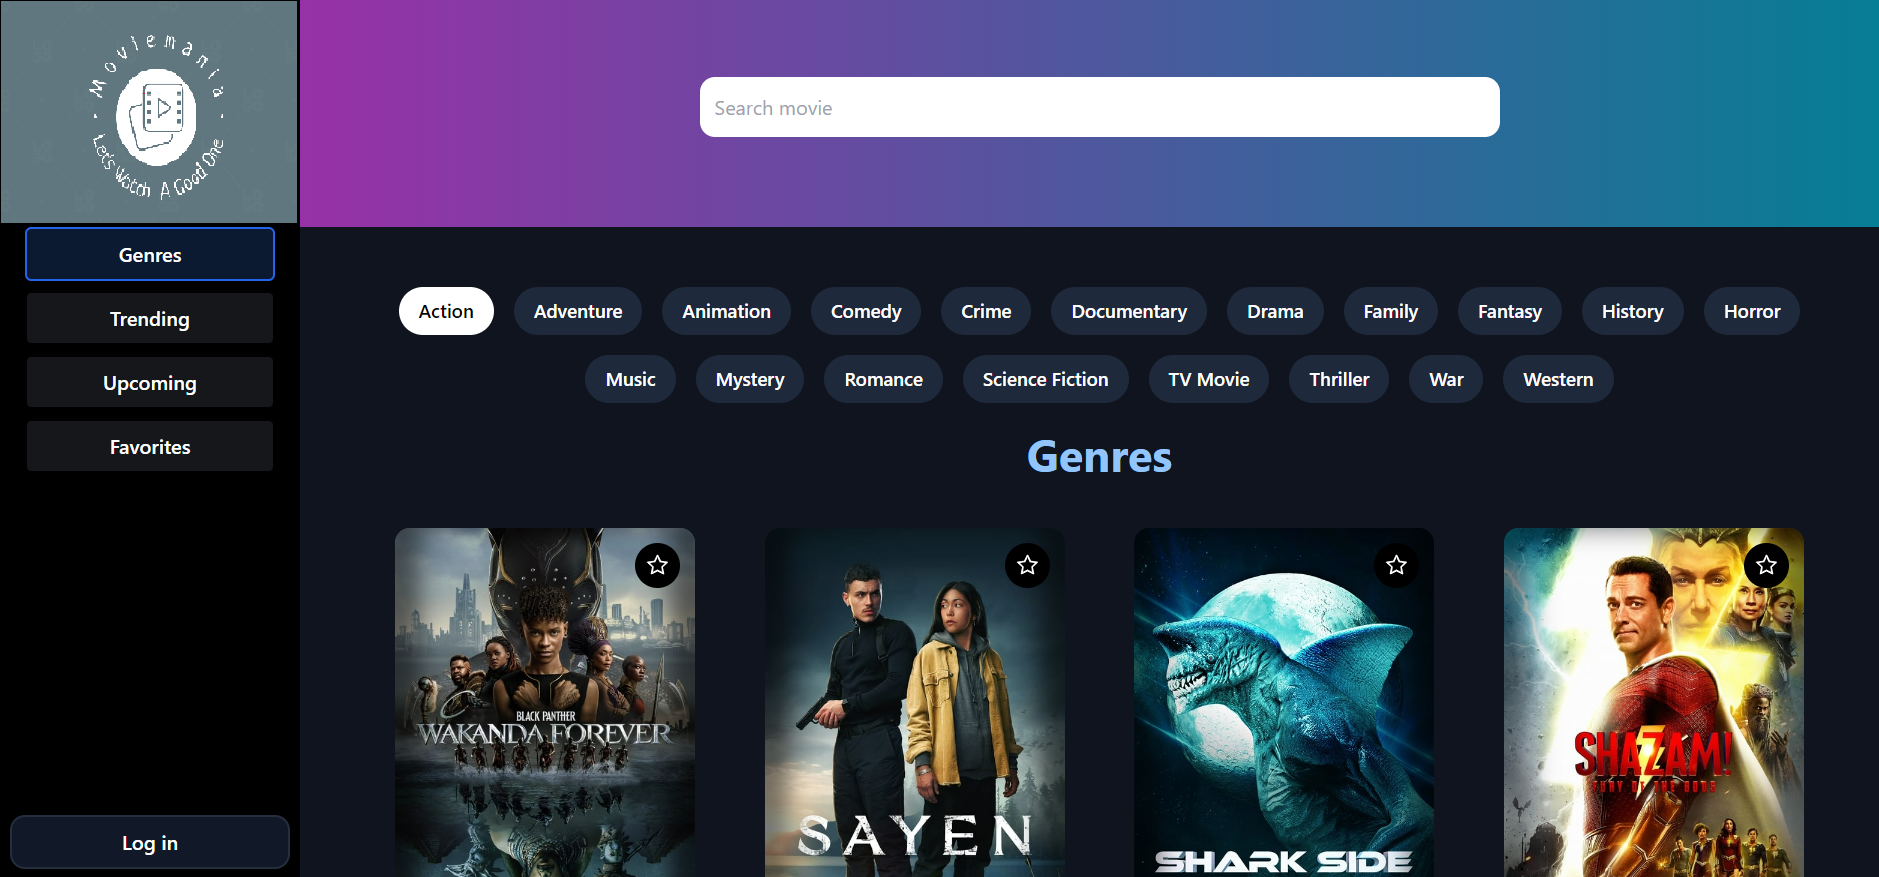 Moviemania
Let's Watch A Good One
Search movie
Genres
Trending
Upcoming
Favorites
Log in
Action Adventure Animation Comedy Crime Documentary Drama Family Fantasy History Horror
Music Mystery Romance Science Fiction TV Movie Thriller War Western
Genres
BLACK PANTHER
WAKANDA FOREVER
SAYEN
SHARK SIDE
SHAZAM!
FURY OF THE GODS